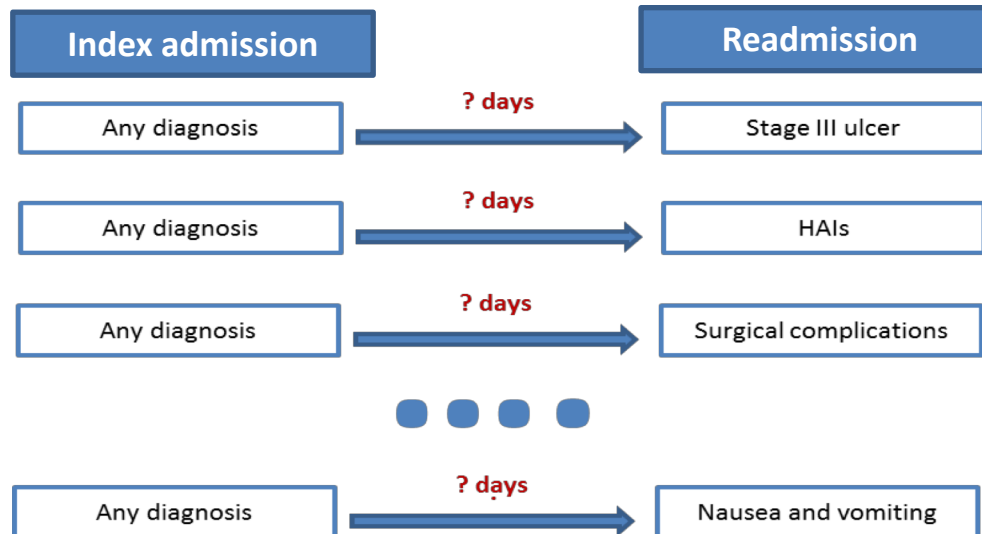 Index admission
Readmission
? days
Any diagnosis
Stage III ulcer
? days
Any diagnosis
HAIs
? days
Any diagnosis
Surgical complications
? days
Any diagnosis
Nausea and vomiting